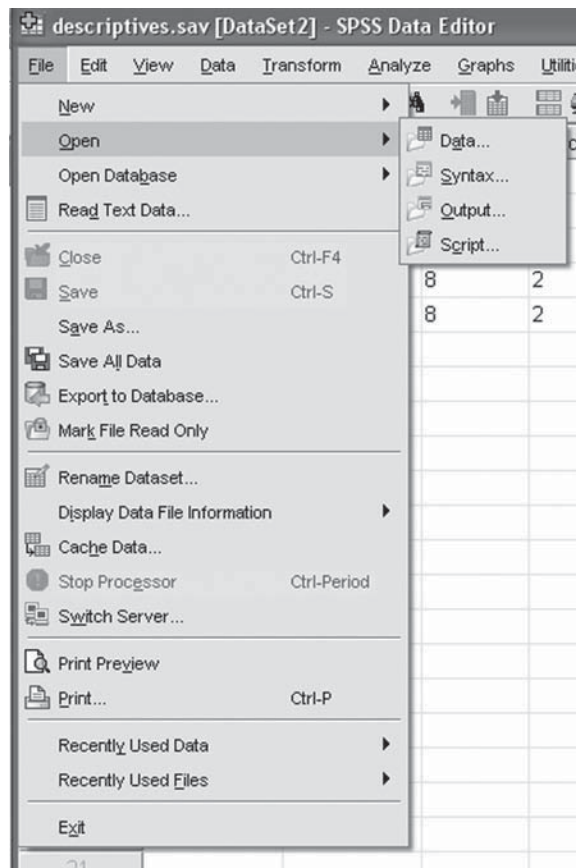 descriptives.sav [DataSet2] - SPSS Data Editor
File Edit View Data Transform Analyze Graphs
New
Open
Data...
Open Database
Syntax...
Read Text Data...
Output...
Script...
Close Ctrl-F4
8 2
Save Ctrl-S
8 2
Save As...
Save All Data
Export to Database...
Mark File Read Only
Rename Dataset...
Display Data File Information
Cache Data...
Stop Processor Ctrl-Period
Switch Server...
Print Preview
Print... Ctrl-P
Recently Used Data
Recently Used Files
Exit
21